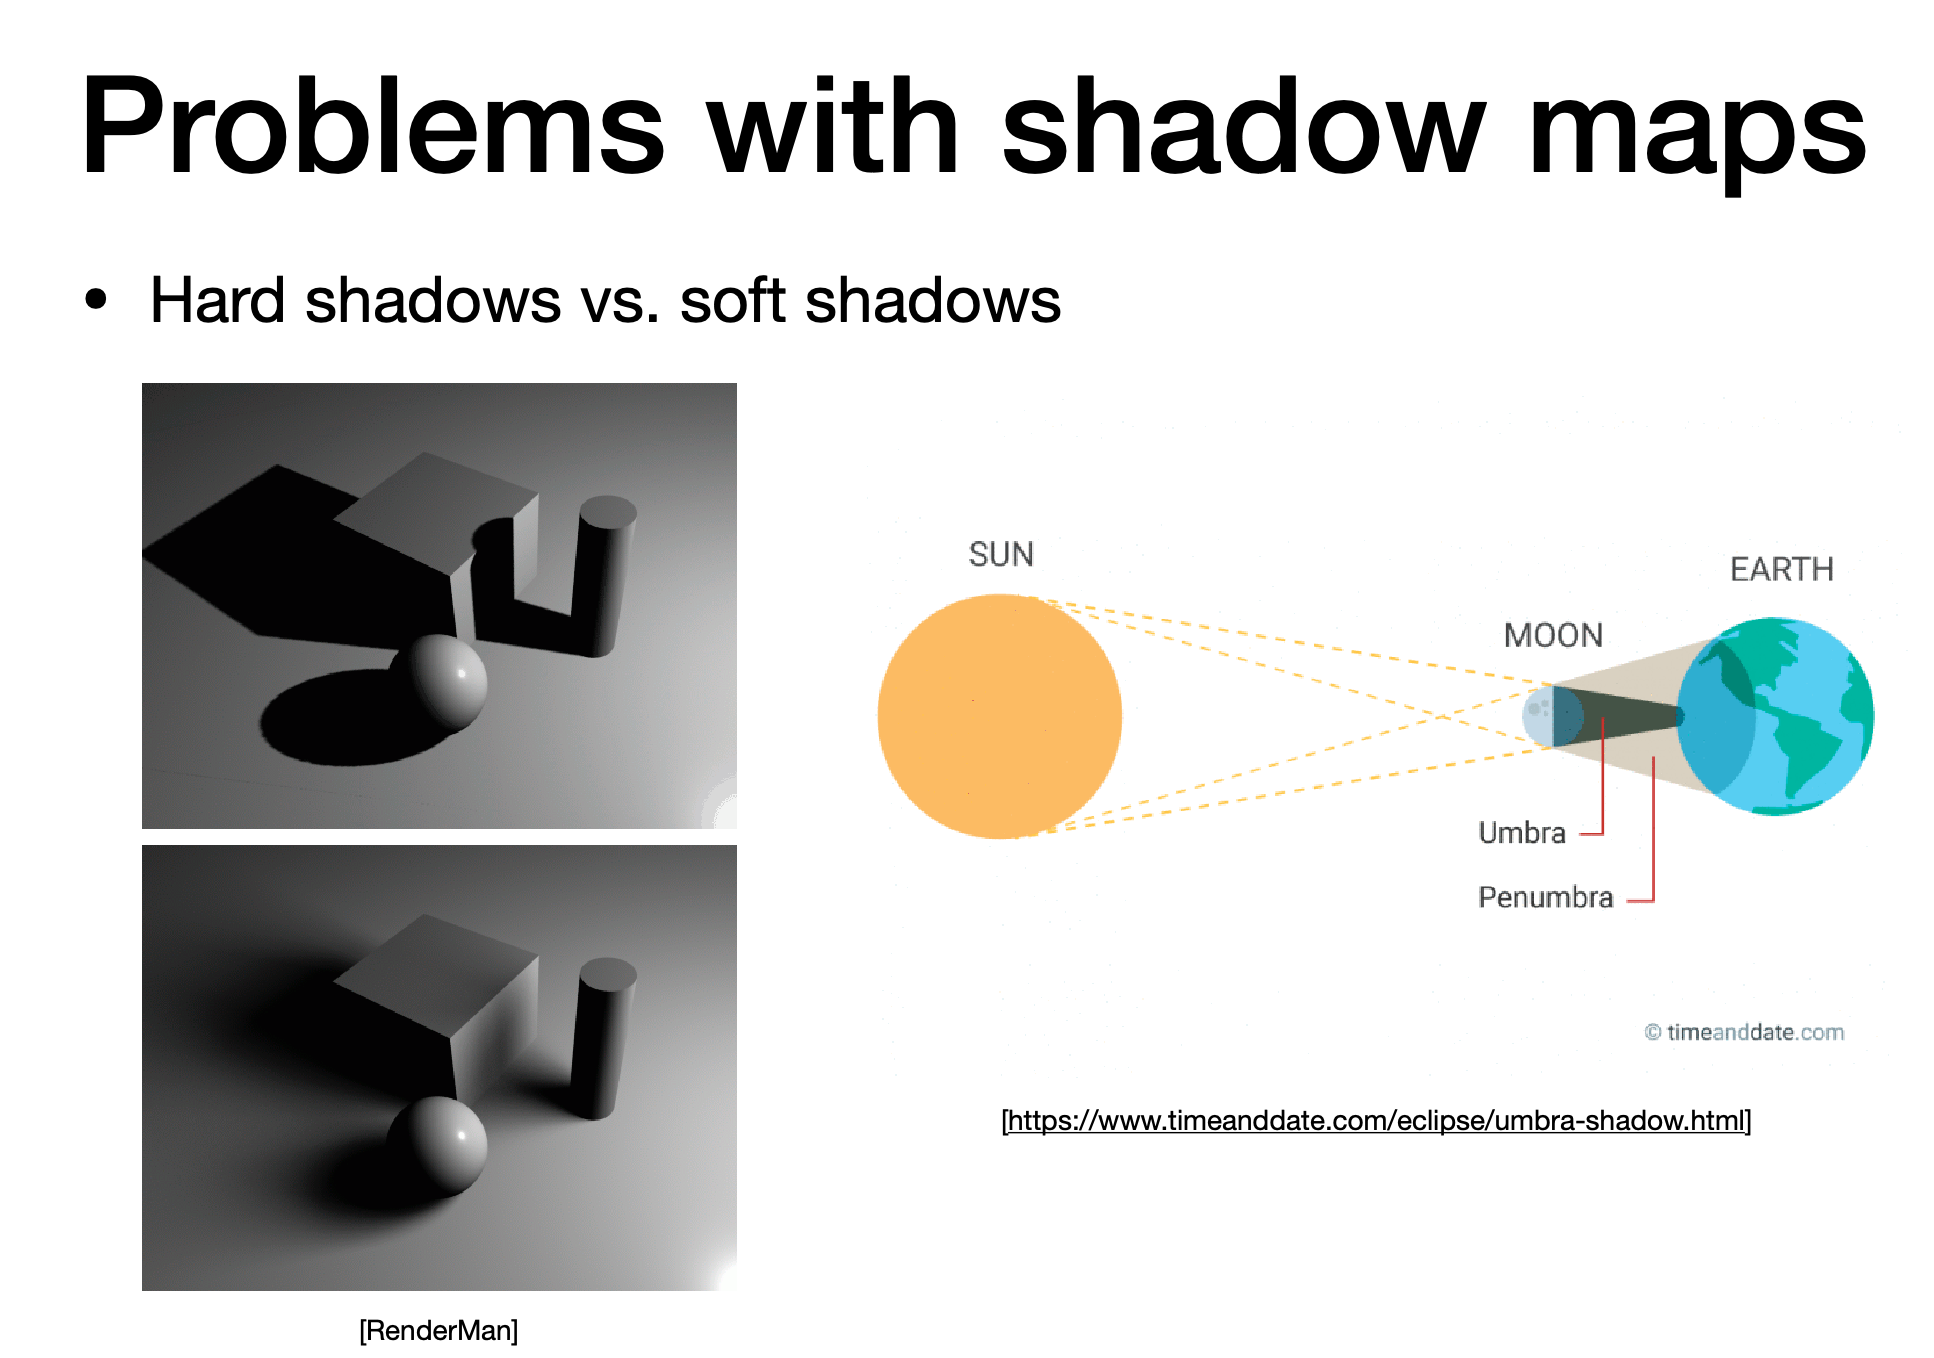 Problems with shadow maps
• Hard shadows vs. soft shadows
SUN
EARTH
MOON
Umbra
Penumbra
© timeanddate.com
[https://www.timeanddate.com/eclipse/umbra-shadow.html]
[RenderMan]